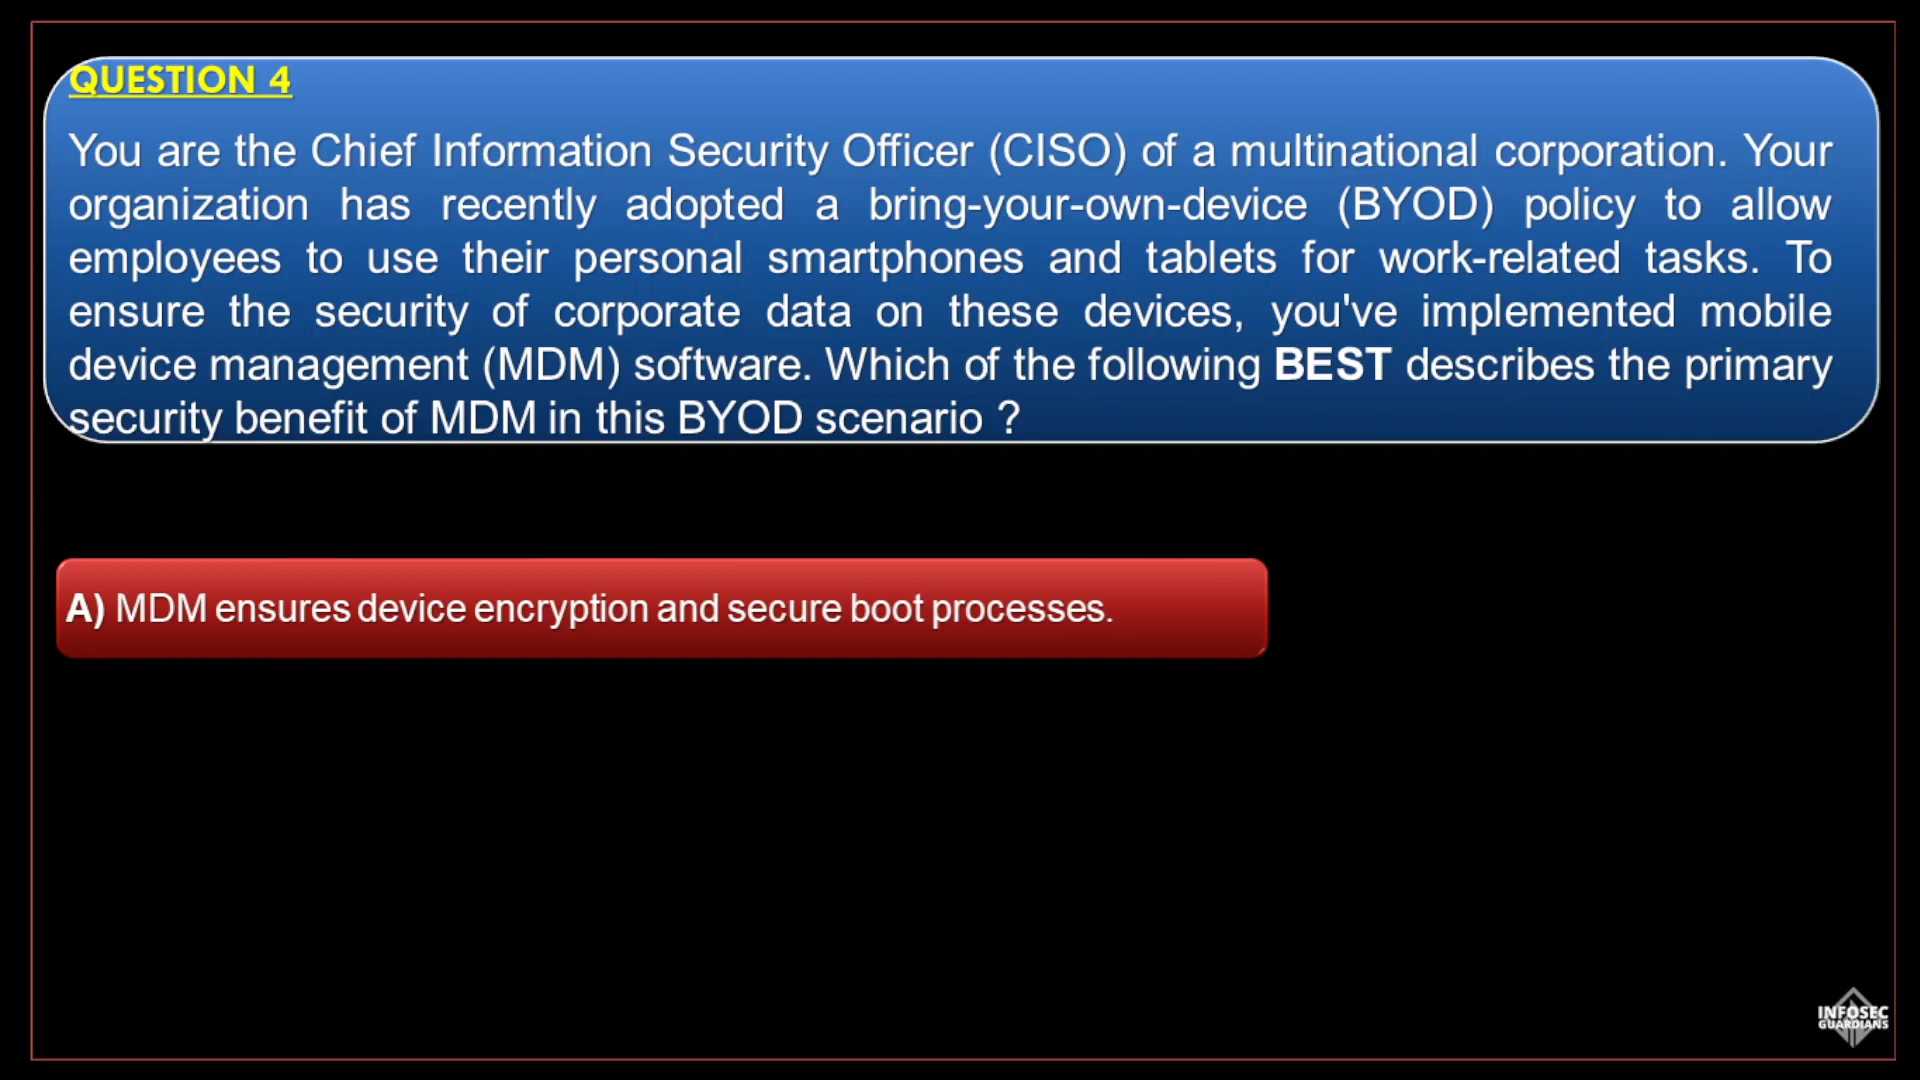 QUESTION 4
You are the Chief Information Security Officer (CISO) of a multinational corporation. Your
organization has recently adopted a bring-your-own-device (BYOD) policy to allow
employees to use their personal smartphones and tablets for work-related tasks. To
ensure the security of corporate data on these devices, you've implemented mobile
device management (MDM) software. Which of the following BEST describes the primary
security benefit of MDM in this BYOD scenario ?
A) MDM ensures device encryption and secure boot processes.
INFOSEC
GUARDIANS